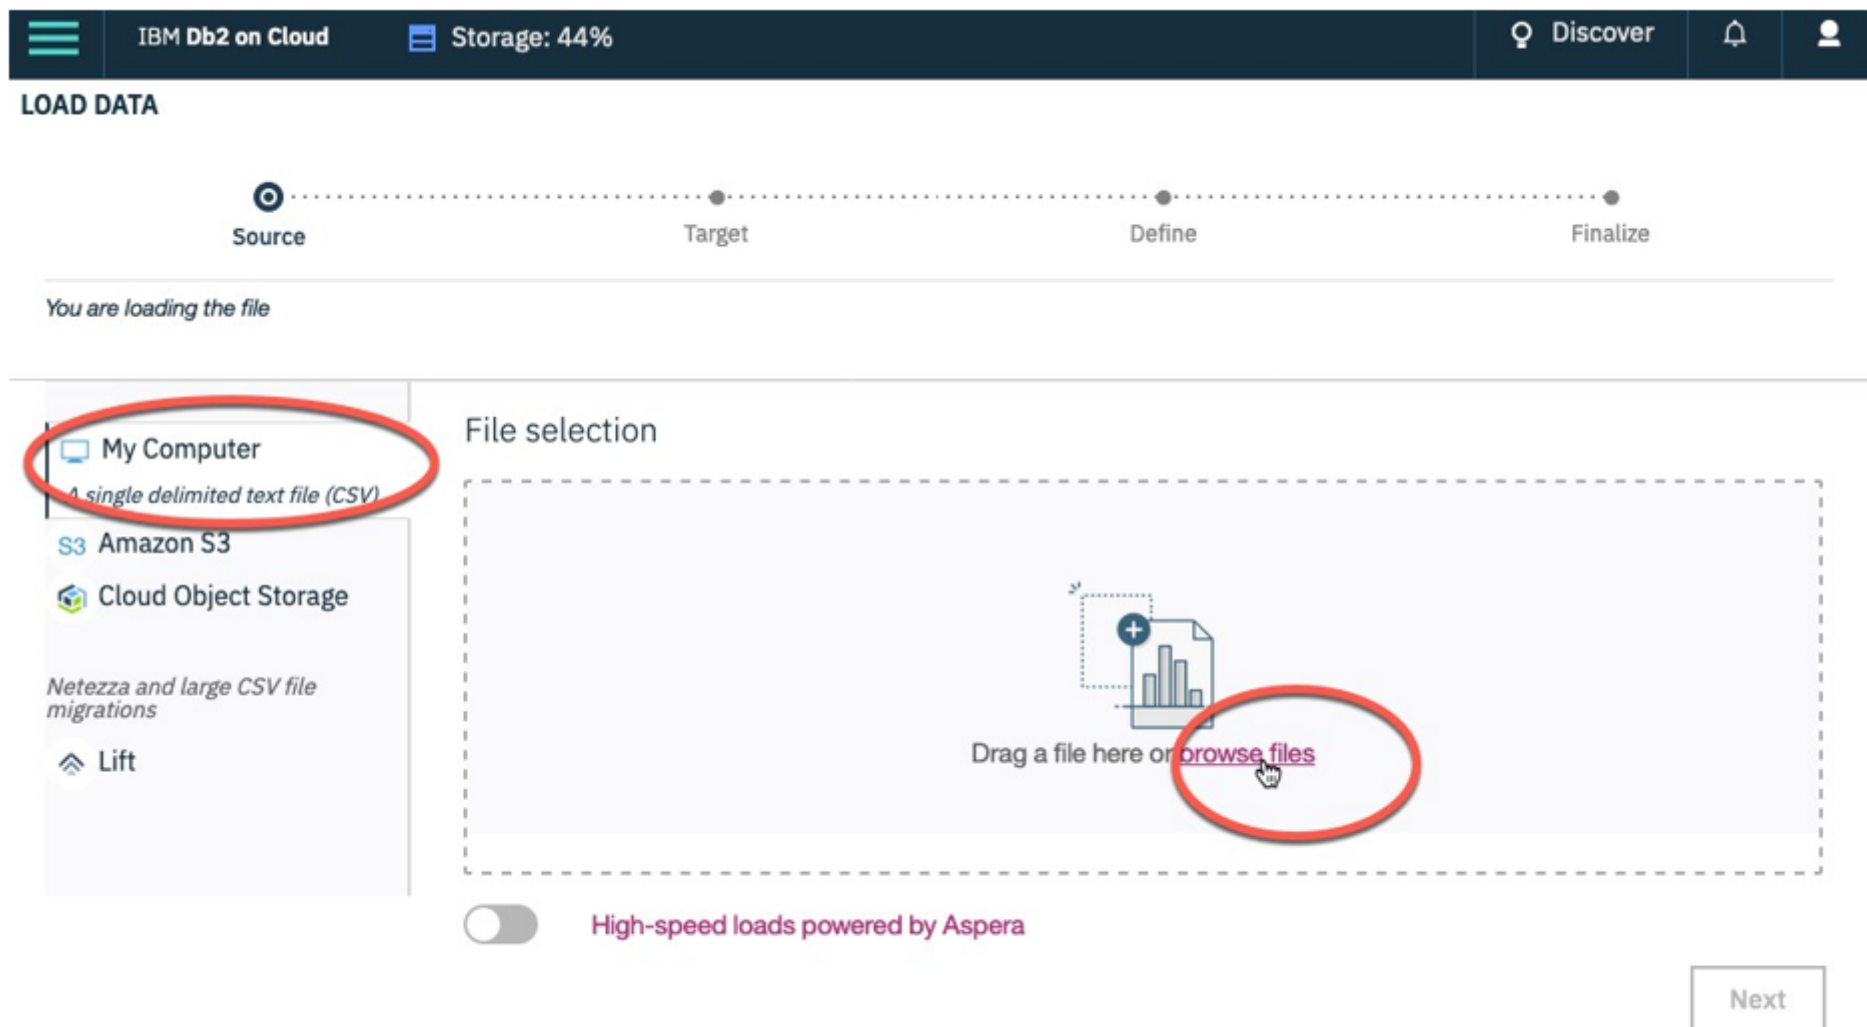 IBM Db2 on Cloud
Storage: 44%
Discover
LOAD DATA
Source
Target
Define
Finalize
You are loading the file
My Computer
A single delimited text file (CSV)
S3 Amazon S3
Cloud Object Storage
Netezza and large CSV file
migrations
Lift
File selection
Drag a file here or browse files
High-speed loads powered by Aspera
Next